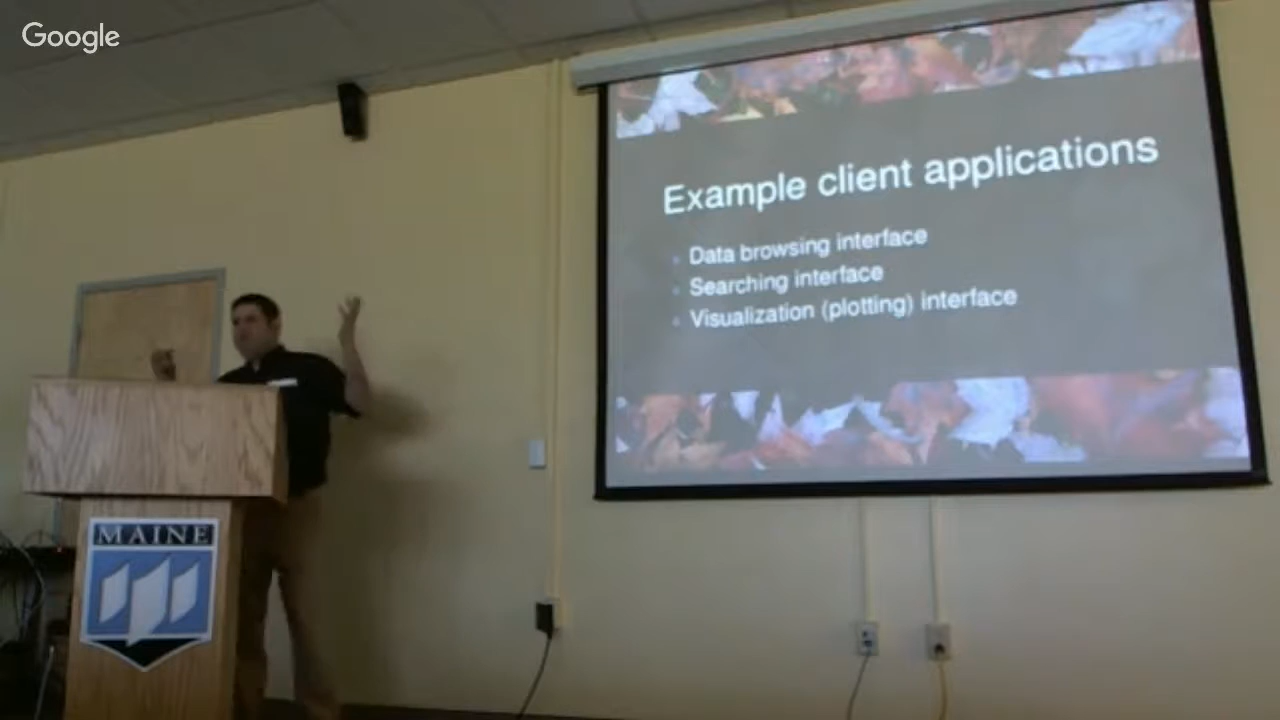 Google
Example client applications
Data browsing interface
Searching interface
Visualization (plotting) interface
MAINE